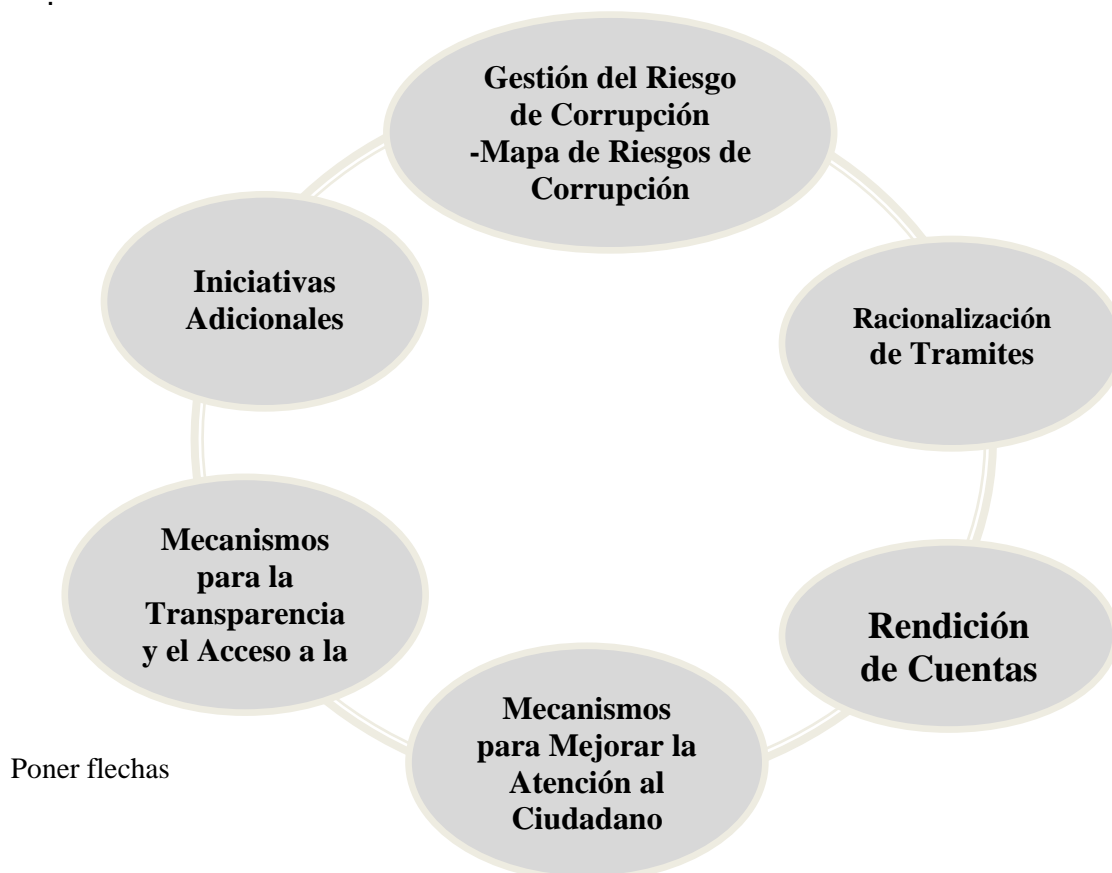 .
Gestión del Riesgo
de Corrupción
-Mapa de Riesgos de
Corrupción
Racionalización
de Tramites
Rendición
de Cuentas
Mecanismos
para Mejorar la
Atención al
Ciudadano
Mecanismos
para la
Transparencia
y el Acceso a la
Iniciativas
Adicionales
Poner flechas